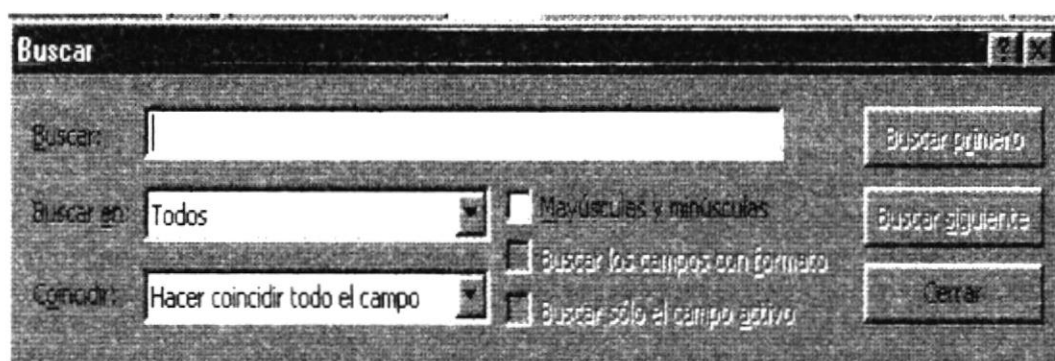 Buscar
Buscar:
Buscar primero
Buscar en: Todos
Mayúsculas y minúsculas
Buscar siguiente
Buscar los campos con formato
Coincidir: Hacer coincidir todo el campo
Buscar sólo el campo activo
Cerrar